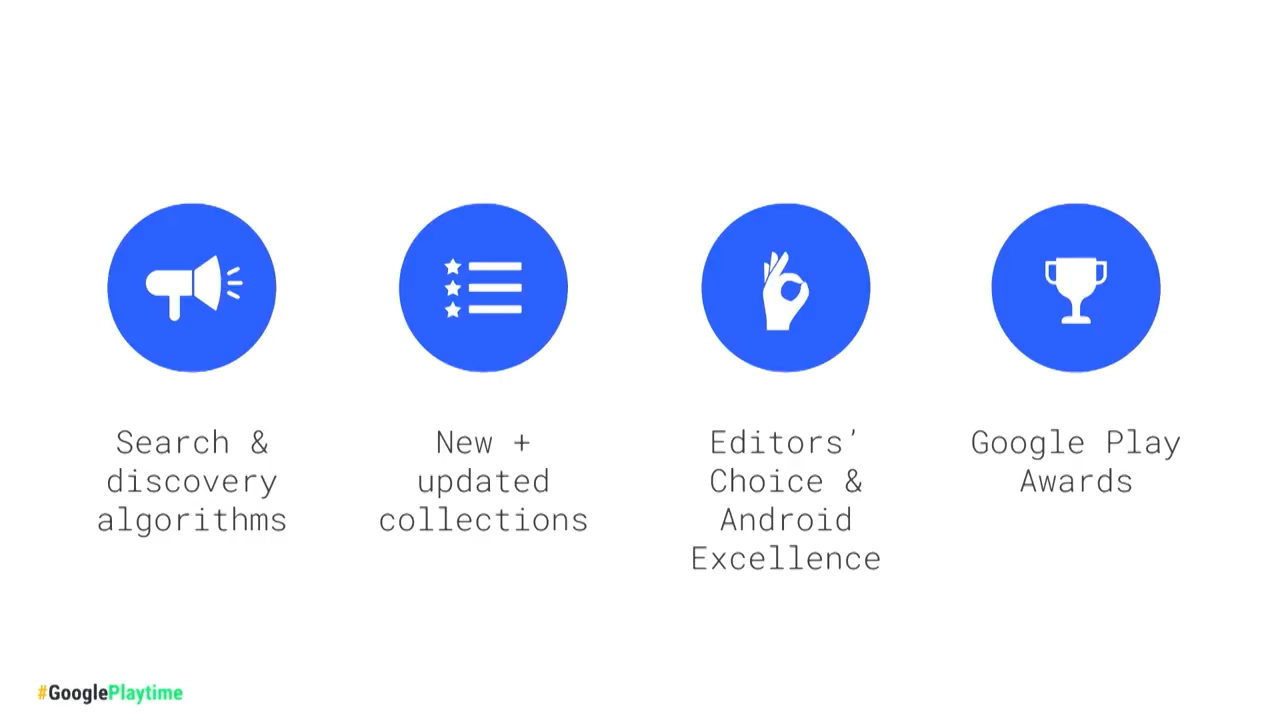 Search &
discovery
algorithms
New +
updated
collections
Editors’
Choice &
Android
Excellence
Google Play
Awards
#GooglePlaytime